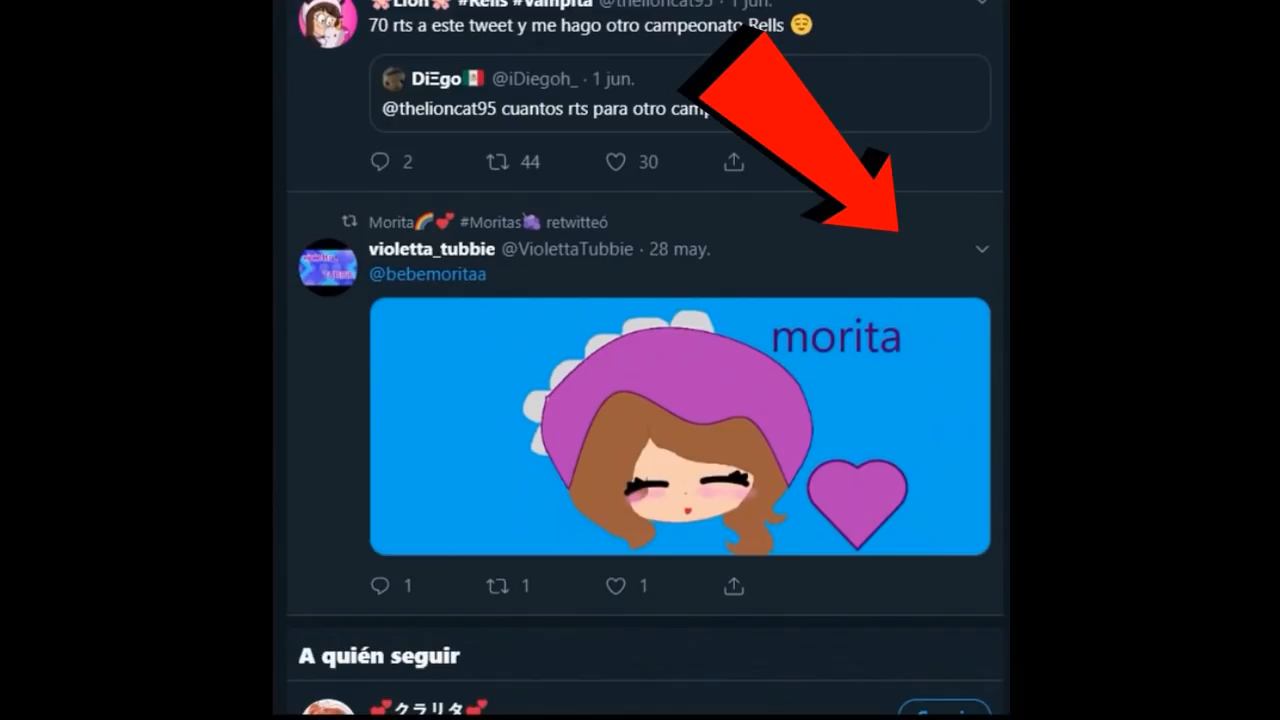 Lion #Rells #Vampita @thelioncat95 · 1 jun.
70 rts a este tweet y me hago otro campeonato Rells
DiΞgo @iDiegoh_ · 1 jun.
@thelioncat95 cuantos rts para otro
2 44 30
Morita #Moritas retwitteó
violetta_tubbie @ViolettaTubbie · 28 may.
@bebemoritaa
morita
1 1 1
A quién seguir
クラリタ